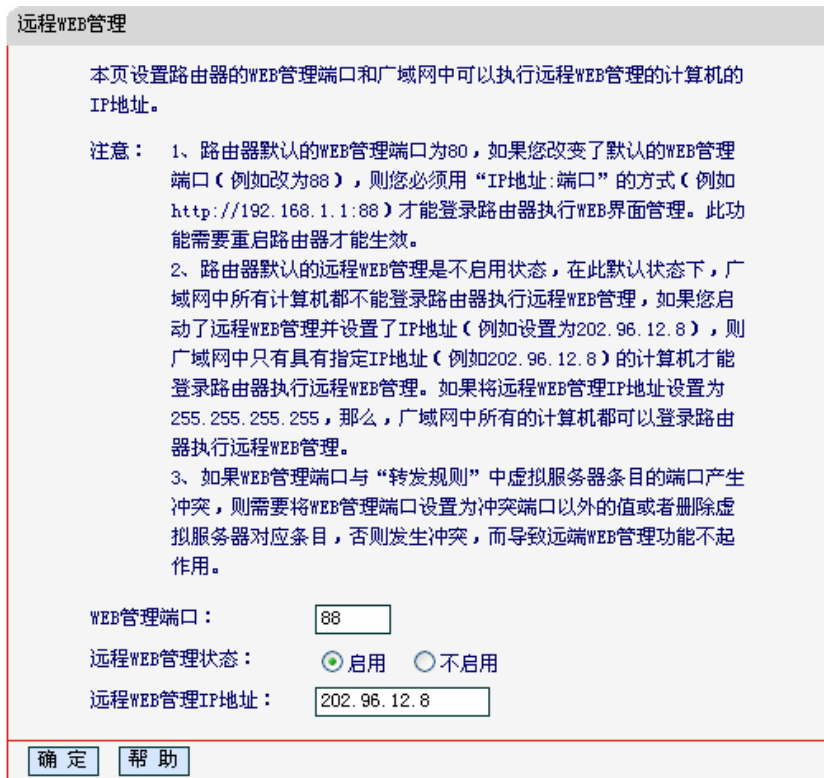 远程WEB管理
本页设置路由器的WEB管理端口和广域网中可以执行远程WEB管理的计算机的
IP地址。
注意： 1、路由器默认的WEB管理端口为80，如果您改变了默认的WEB管理
端口（例如改为88），则您必须用“IP地址:端口”的方式（例如
http://192.168.1.1:88）才能登录路由器执行WEB界面管理。此功
能需要重启路由器才能生效。
2、路由器默认的远程WEB管理是不启用状态，在此默认状态下，广
域网中所有计算机都不能登录路由器执行远程WEB管理，如果您启
动了远程WEB管理并设置了IP地址（例如设置为202.96.12.8），则
广域网中只有具有指定IP地址（例如202.96.12.8）的计算机才能
登录路由器执行远程WEB管理。如果将远程WEB管理IP地址设置为
255.255.255.255，那么，广域网中所有的计算机都可以登录路由
器执行远程WEB管理。
3、如果WEB管理端口与“转发规则”中虚拟服务器条目的端口产生
冲突，则需要将WEB管理端口设置为冲突端口以外的值或者删除虚
拟服务器对应条目，否则发生冲突，而导致远端WEB管理功能不起
作用。
WEB管理端口： 88
远程WEB管理状态： 启用 不启用
远程WEB管理IP地址： 202.96.12.8
确 定 帮 助